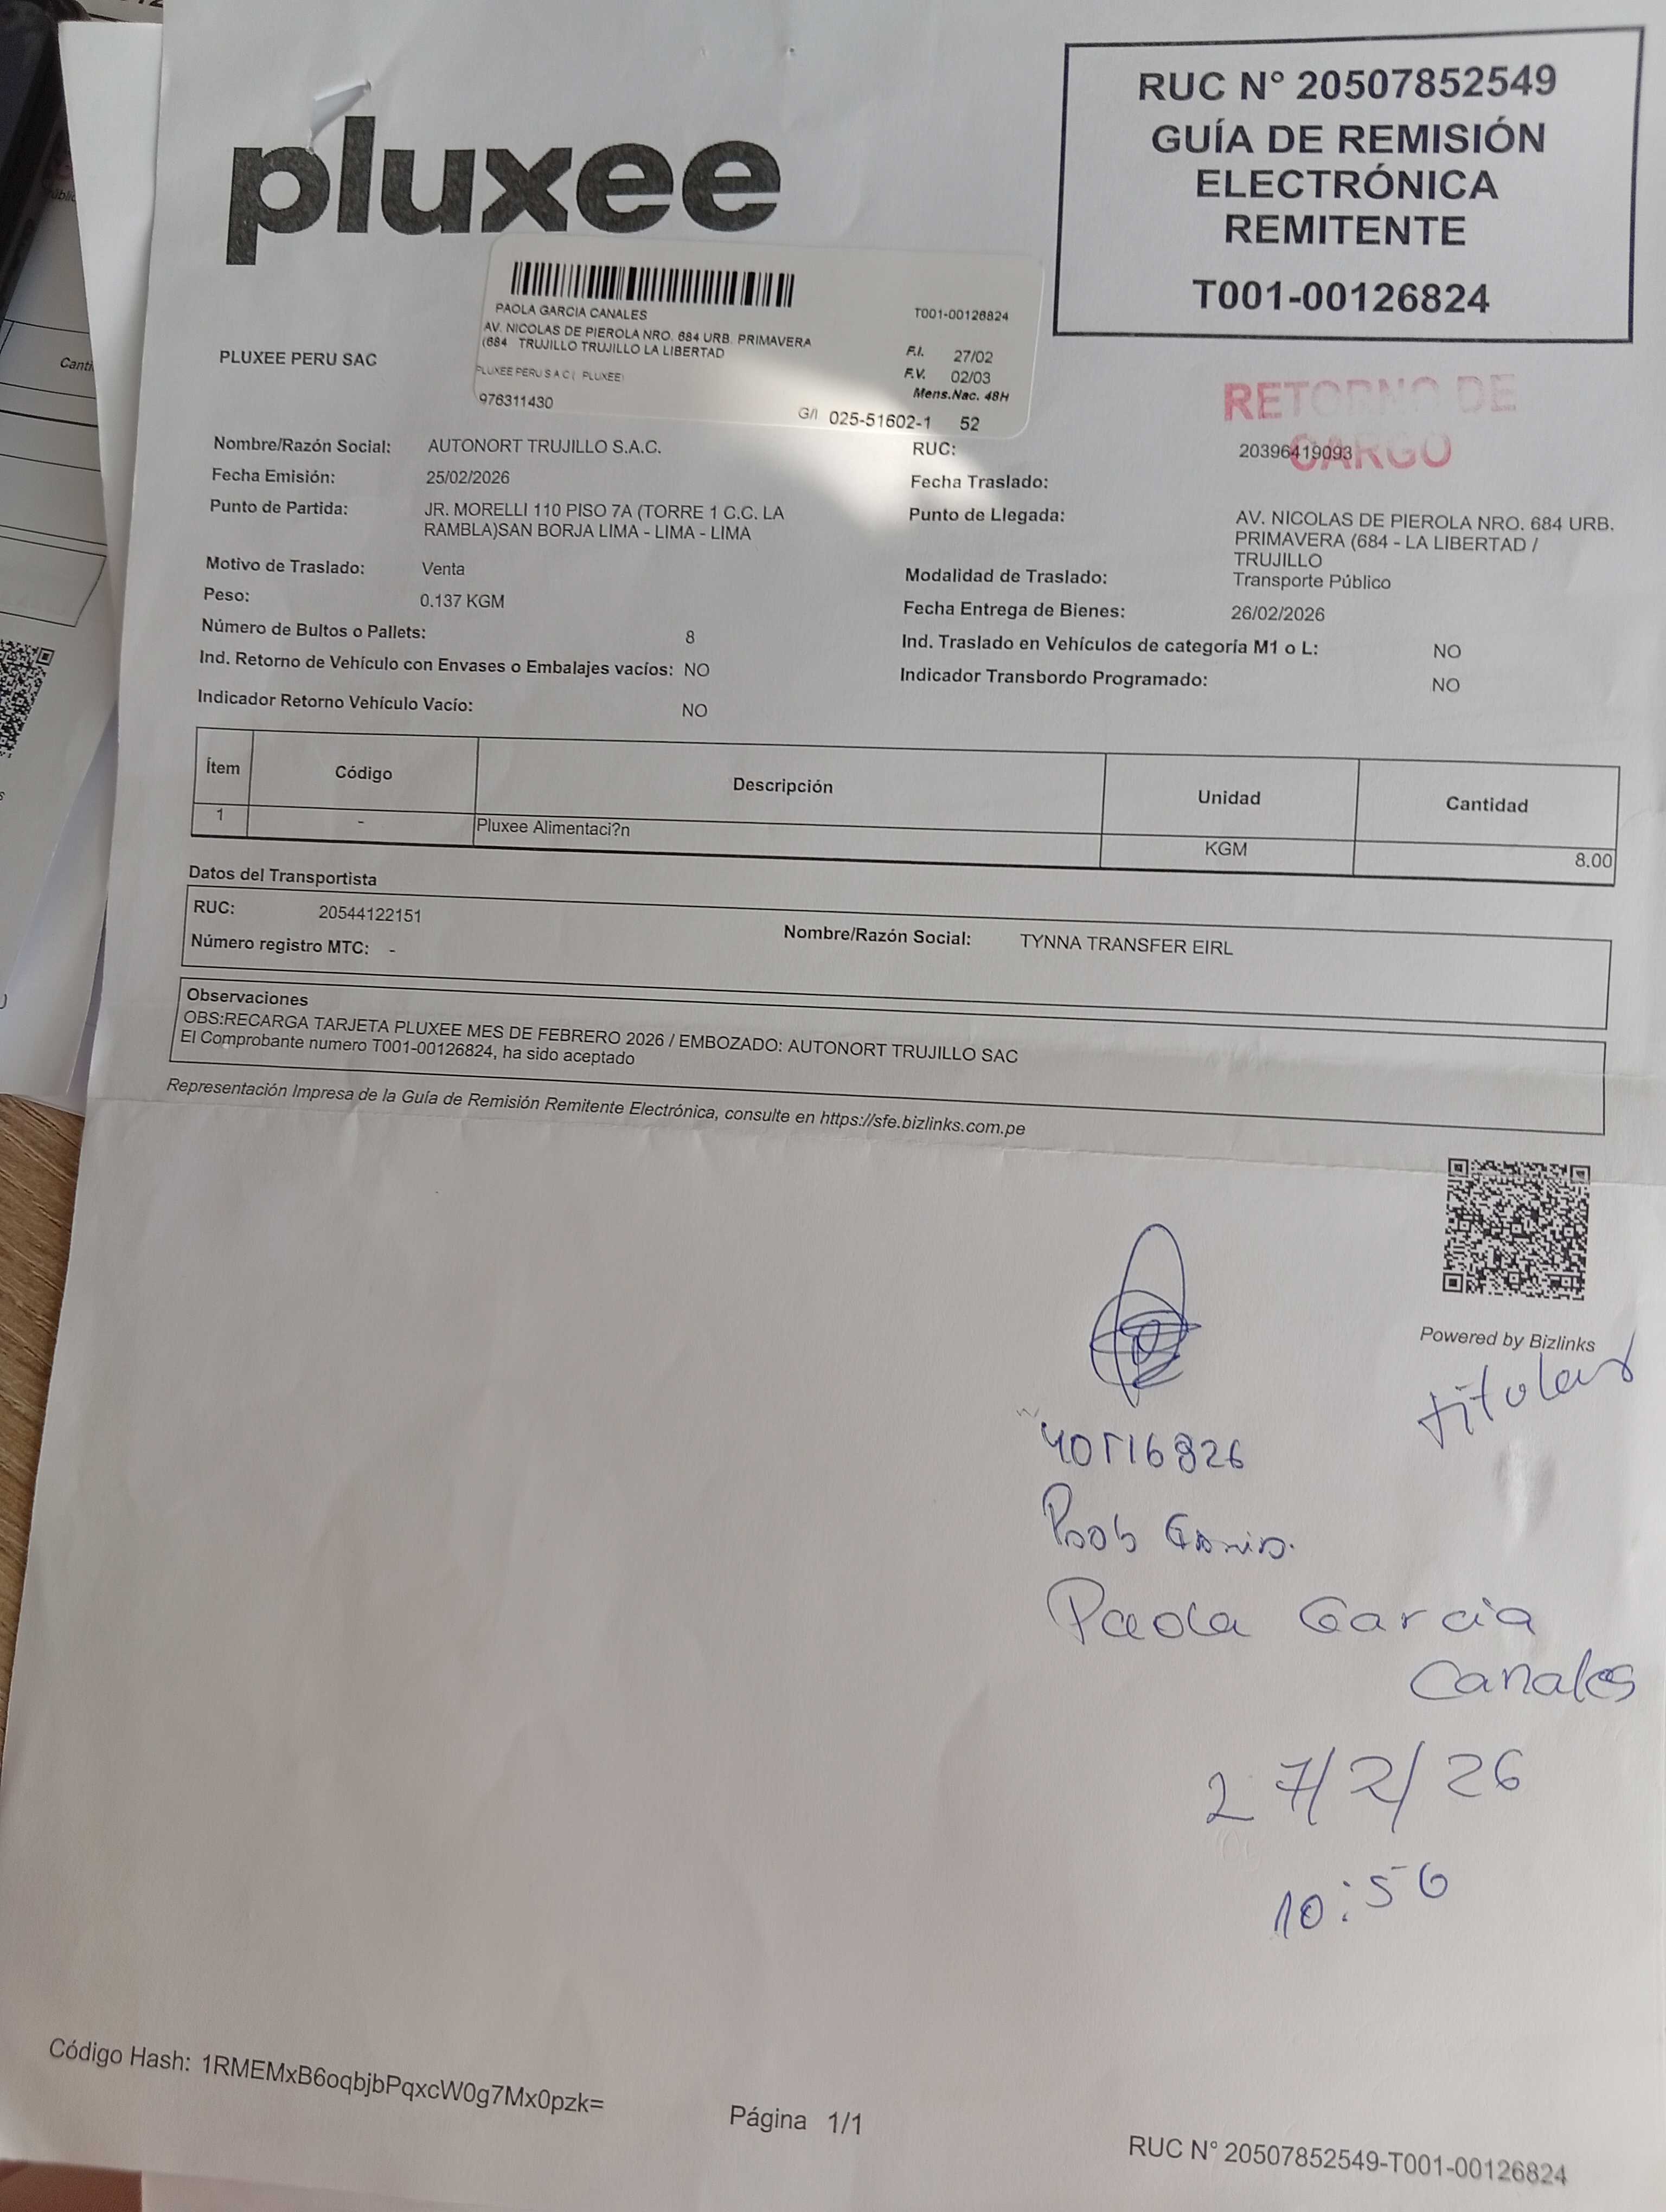 pluxee
RUC N° 20507852549
GUÍA DE REMISIÓN
ELECTRÓNICA
REMITENTE
T001-00126824
PAOLA GARCIA CANALES
T001-00126824
AV. NICOLAS DE PIEROLA NRO. 684 URB. PRIMAVERA
(684 TRUJILLO TRUJILLO LA LIBERTAD
F.I. 27/02
F.V. 02/03
PLUXEE PERU S A C ( PLUXEE)
Mens.Nac. 48H
976311430
G/I 025-51602-1 52
PLUXEE PERU SAC
RETORNO DE
CARGO
Nombre/Razón Social: AUTONORT TRUJILLO S.A.C.
RUC: 20396419093
Fecha Emisión: 25/02/2026
Fecha Traslado:
Punto de Partida: JR. MORELLI 110 PISO 7A (TORRE 1 C.C. LA
RAMBLA)SAN BORJA LIMA - LIMA - LIMA
Punto de Llegada: AV. NICOLAS DE PIEROLA NRO. 684 URB.
PRIMAVERA (684 - LA LIBERTAD /
TRUJILLO
Motivo de Traslado: Venta
Modalidad de Traslado: Transporte Público
Peso: 0.137 KGM
Fecha Entrega de Bienes: 26/02/2026
Número de Bultos o Pallets: 8
Ind. Traslado en Vehículos de categoría M1 o L: NO
Ind. Retorno de Vehículo con Envases o Embalajes vacíos: NO
Indicador Transbordo Programado: NO
Indicador Retorno Vehículo Vacío: NO
Ítem Código Descripción Unidad Cantidad
1 - Pluxee Alimentaci?n KGM 8.00
Datos del Transportista
RUC: 20544122151
Nombre/Razón Social: TYNNA TRANSFER EIRL
Número registro MTC: -
Observaciones
OBS:RECARGA TARJETA PLUXEE MES DE FEBRERO 2026 / EMBOZADO: AUTONORT TRUJILLO SAC
El Comprobante numero T001-00126824, ha sido aceptado
Representación Impresa de la Guía de Remisión Remitente Electrónica, consulte en https://sfe.bizlinks.com.pe
Powered by Bizlinks
titular
Paola Garcia
Canales
27/2/26
10:56
Código Hash: 1RMEMxB6oqbjbPqxcW0g7Mx0pzk=
Página 1/1
RUC N° 20507852549-T001-00126824
Canti